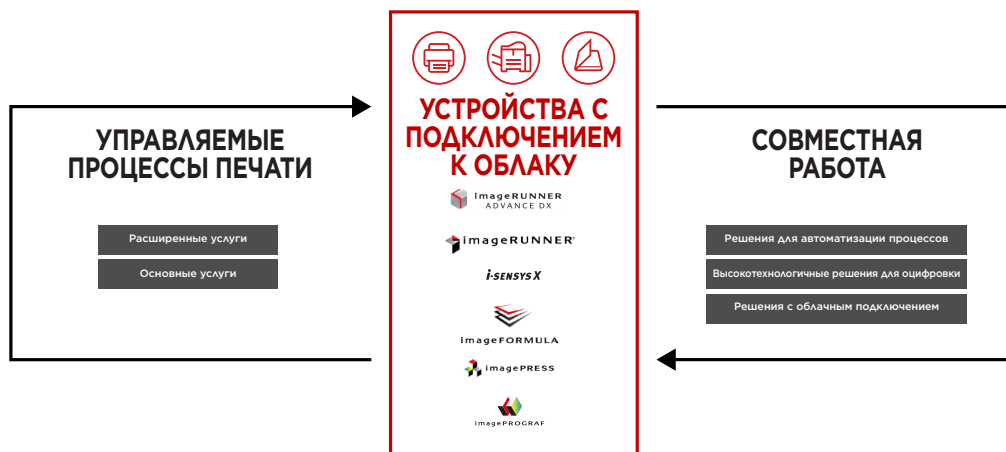 УПРАВЛЯЕМЫЕ
ПРОЦЕССЫ ПЕЧАТИ
Расширенные услуги
Основные услуги
УСТРОЙСТВА С
ПОДКЛЮЧЕНИЕМ
К ОБЛАКУ
imageRUNNER
ADVANCE DX
imageRUNNER
i-SENSYS X
imageFORMULA
imagePRESS
imagePROGRAF
СОВМЕСТНАЯ
РАБОТА
Решения для автоматизации процессов
Высокотехнологичные решения для оцифровки
Решения с облачным подключением